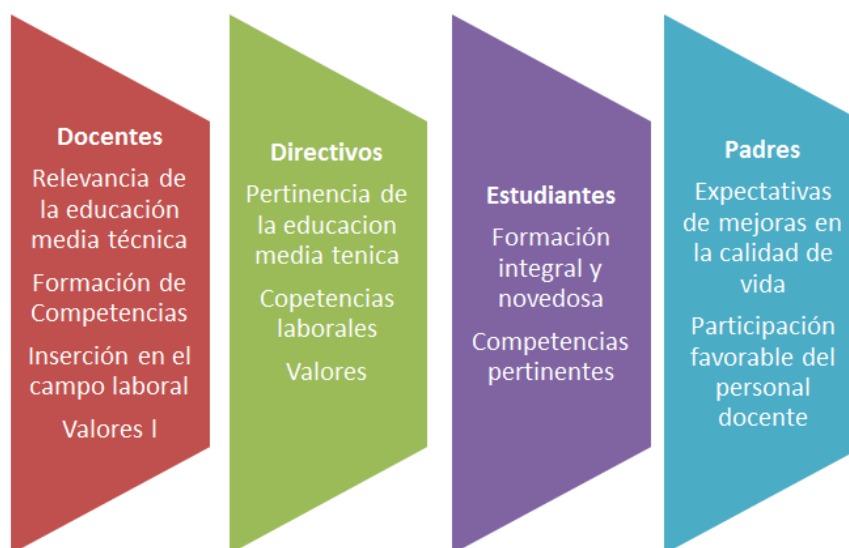 Docentes
Relevancia de
la educación
media técnica
Formación de
Competencias
Inserción en el
campo laboral
Valores l
Directivos
Pertinencia de
la educacion
media tenica
Copetencias
laborales
Valores
Estudiantes
Formación
integral y
novedosa
Competencias
pertinentes
Padres
Expectativas
de mejoras en
la calidad de
vida
Participación
favorable del
personal
docente